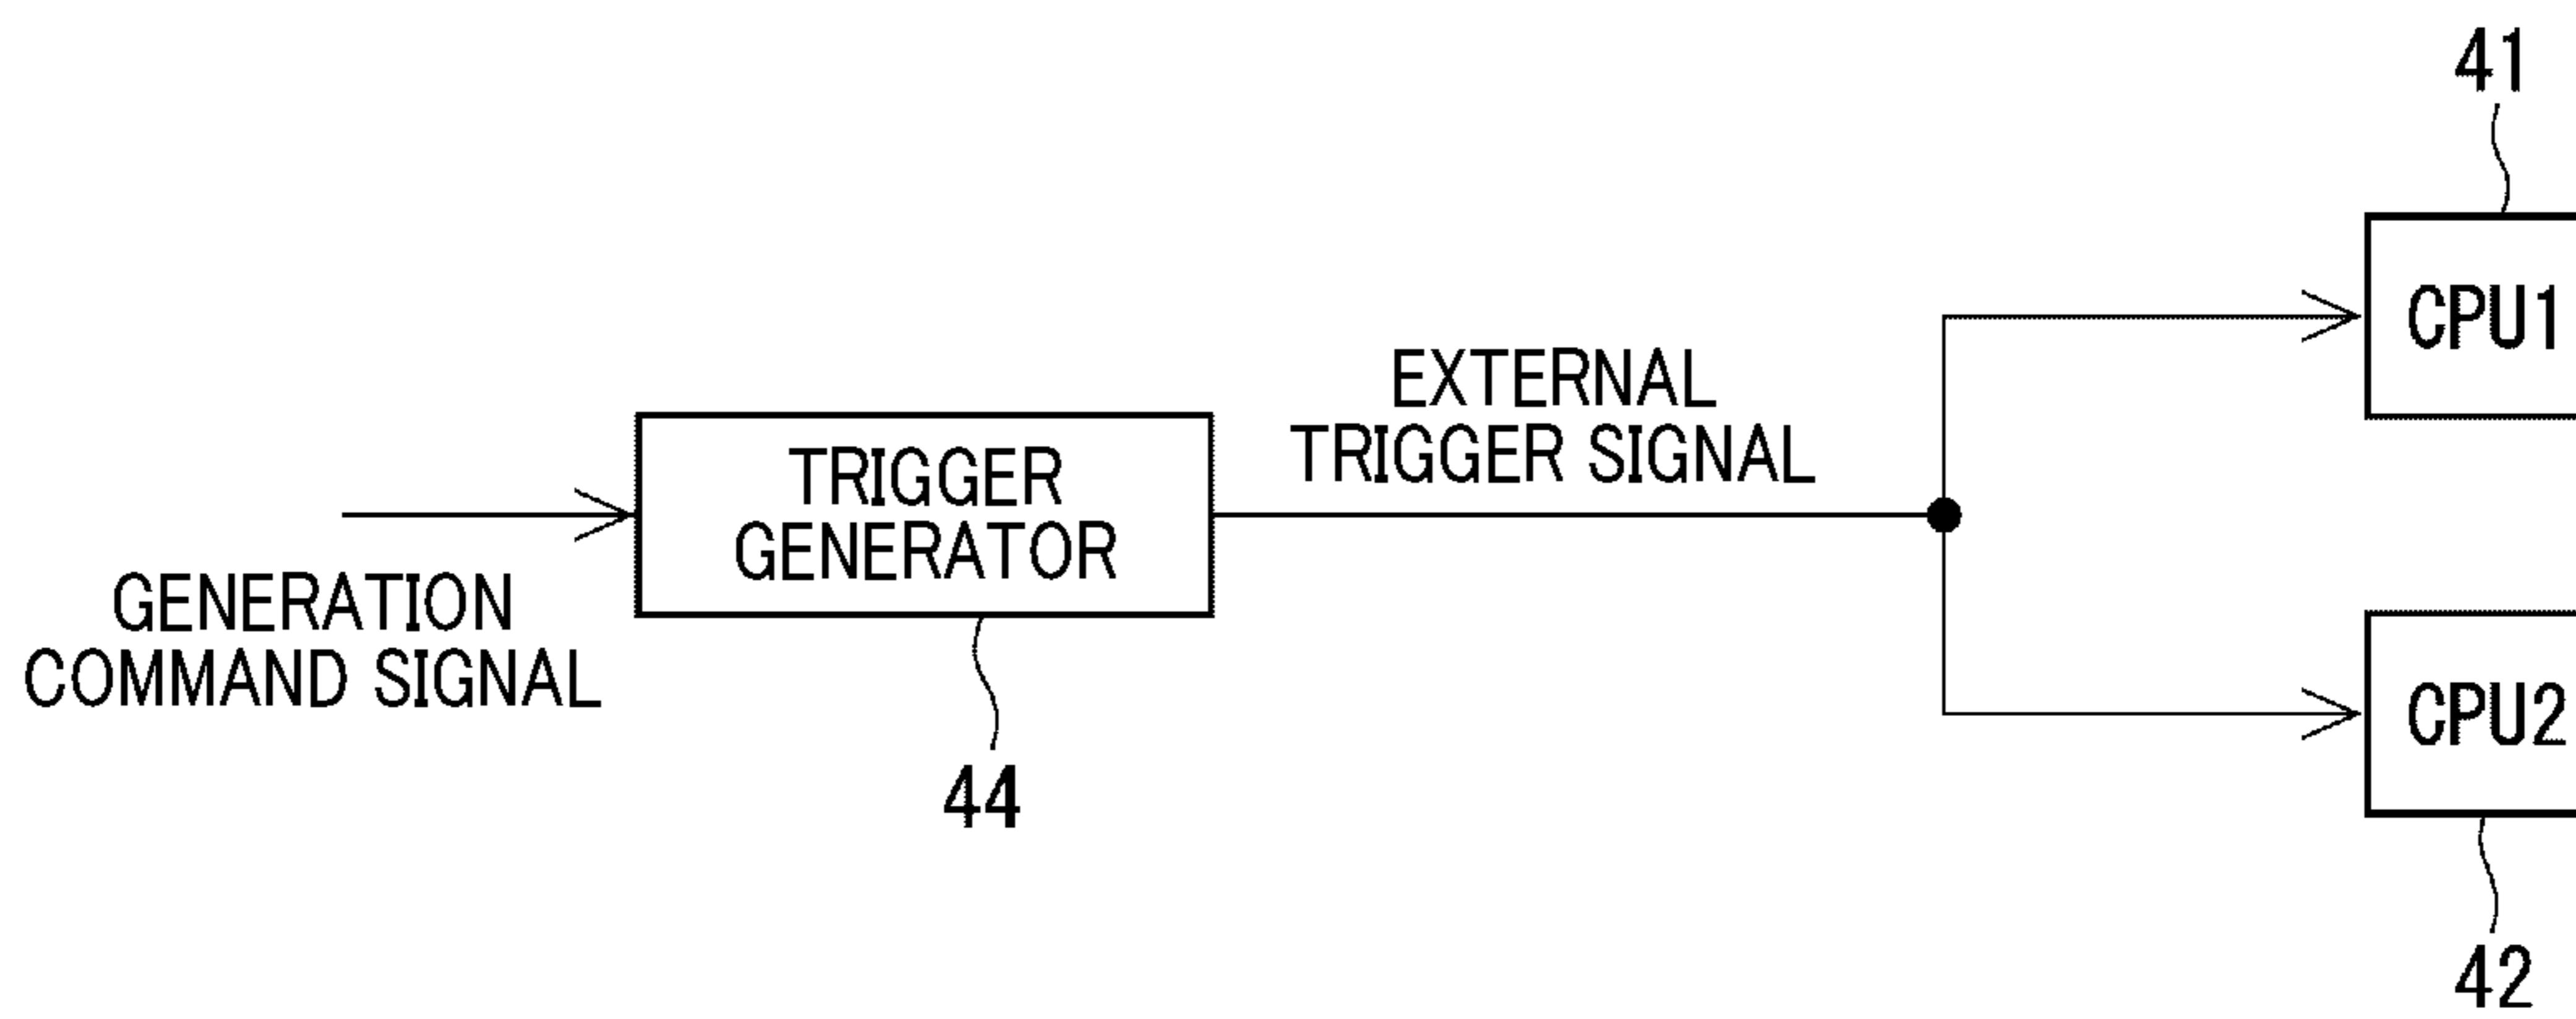 41
CPU1
EXTERNAL
TRIGGER SIGNAL
TRIGGER
GENERATOR
GENERATION
COMMAND SIGNAL
44
CPU2
42